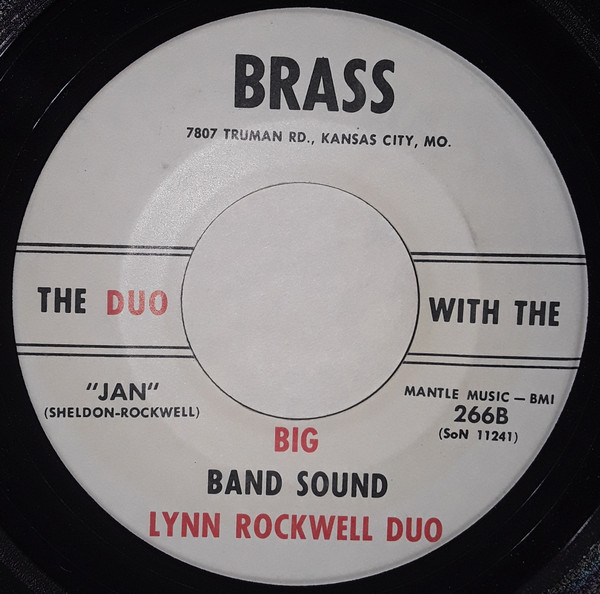 BRASS
7807 TRUMAN RD., KANSAS CITY, MO.
THE DUO WITH THE
"JAN"
(SHELDON-ROCKWELL)
MANTLE MUSIC — BMI
266B
(SoN 11241)
BIG
BAND SOUND
LYNN ROCKWELL DUO